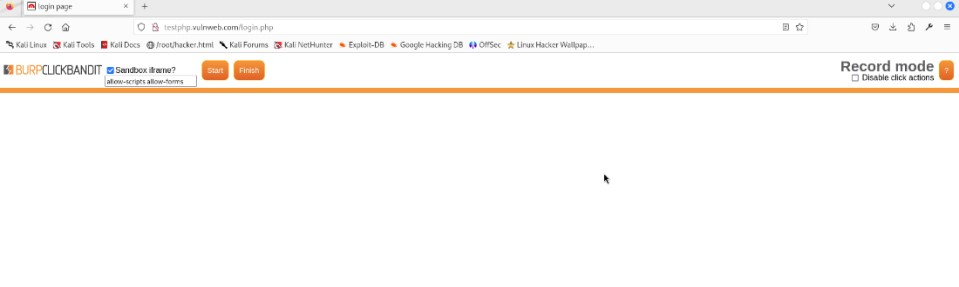 login page
testphp.vulnweb.com/login.php
Kali Linux Kali Tools Kali Docs /root/hacker.html Kali Forums Kali NetHunter Exploit-DB Google Hacking DB OffSec Linux Hacker Wallpap...
BURPCLICKBANDIT Sandbox iframe? Start Finish Record mode ?
allow-scripts allow-forms Disable click actions